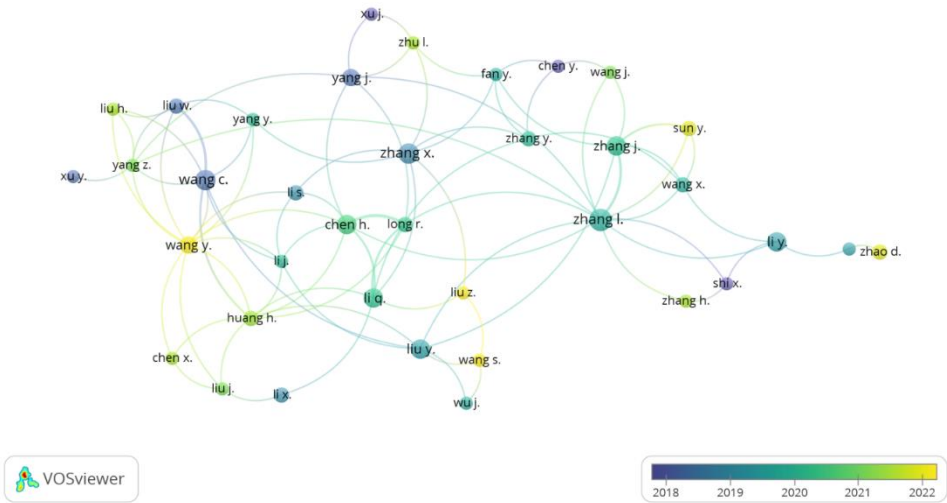 xu j.
zhu l.
yang j.
fan y.
chen y.
wang j.
liu h.
liu w.
yang y.
zhang y.
zhang j.
sun y.
zhang x.
yang z.
xu y.
wang c.
li s.
wang x.
chen h.
long r.
zhang l.
wang y.
li j.
li y.
zhao d.
shi x.
li q.
liu z.
zhang h.
huang h.
liu y.
chen x.
wang s.
liu j.
li x.
wu j.
VOSviewer
2018 2019 2020 2021 2022